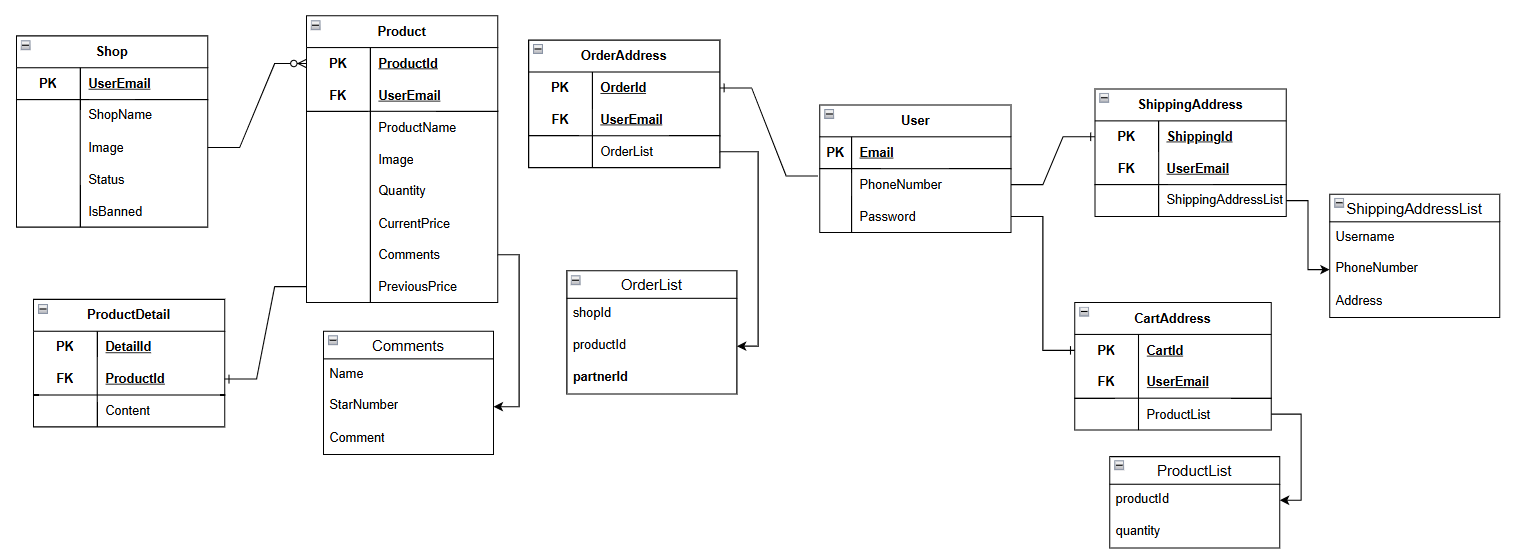 Shop
PK UserEmail
ShopName
Image
Status
IsBanned
Product
PK ProductId
FK UserEmail
ProductName
Image
Quantity
CurrentPrice
Comments
PreviousPrice
ProductDetail
PK DetailId
FK ProductId
Content
Comments
Name
StarNumber
Comment
OrderAddress
PK OrderId
FK UserEmail
OrderList
OrderList
shopId
productId
partnerId
User
PK Email
PhoneNumber
Password
ShippingAddress
PK ShippingId
FK UserEmail
ShippingAddressList
ShippingAddressList
Username
PhoneNumber
Address
CartAddress
PK CartId
FK UserEmail
ProductList
ProductList
productId
quantity